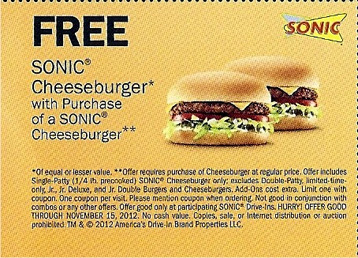 FREE
SONIC
SONIC®
Cheeseburger*
with Purchase
of a SONIC®
Cheeseburger**
*Of equal or lesser value. **Offer requires purchase of Cheeseburger at regular price. Offer includes
Single-Patty (1/4 lb. precooked) SONIC® Cheeseburger only; excludes Double-Patty, limited-time-
only, Jr., Jr. Deluxe, and Jr. Double Burgers and Cheeseburgers. Add-Ons cost extra. Limit one with
coupon. One coupon per visit. Please mention coupon when ordering. Not good in conjunction with
combos or any other offers. Offer good only at participating SONIC® Drive-Ins. HURRY! OFFER GOOD
THROUGH NOVEMBER 15, 2012. No cash value. Copies, sale, or Internet distribution or auction
prohibited. TM & © 2012 America's Drive-In Brand Properties LLC.